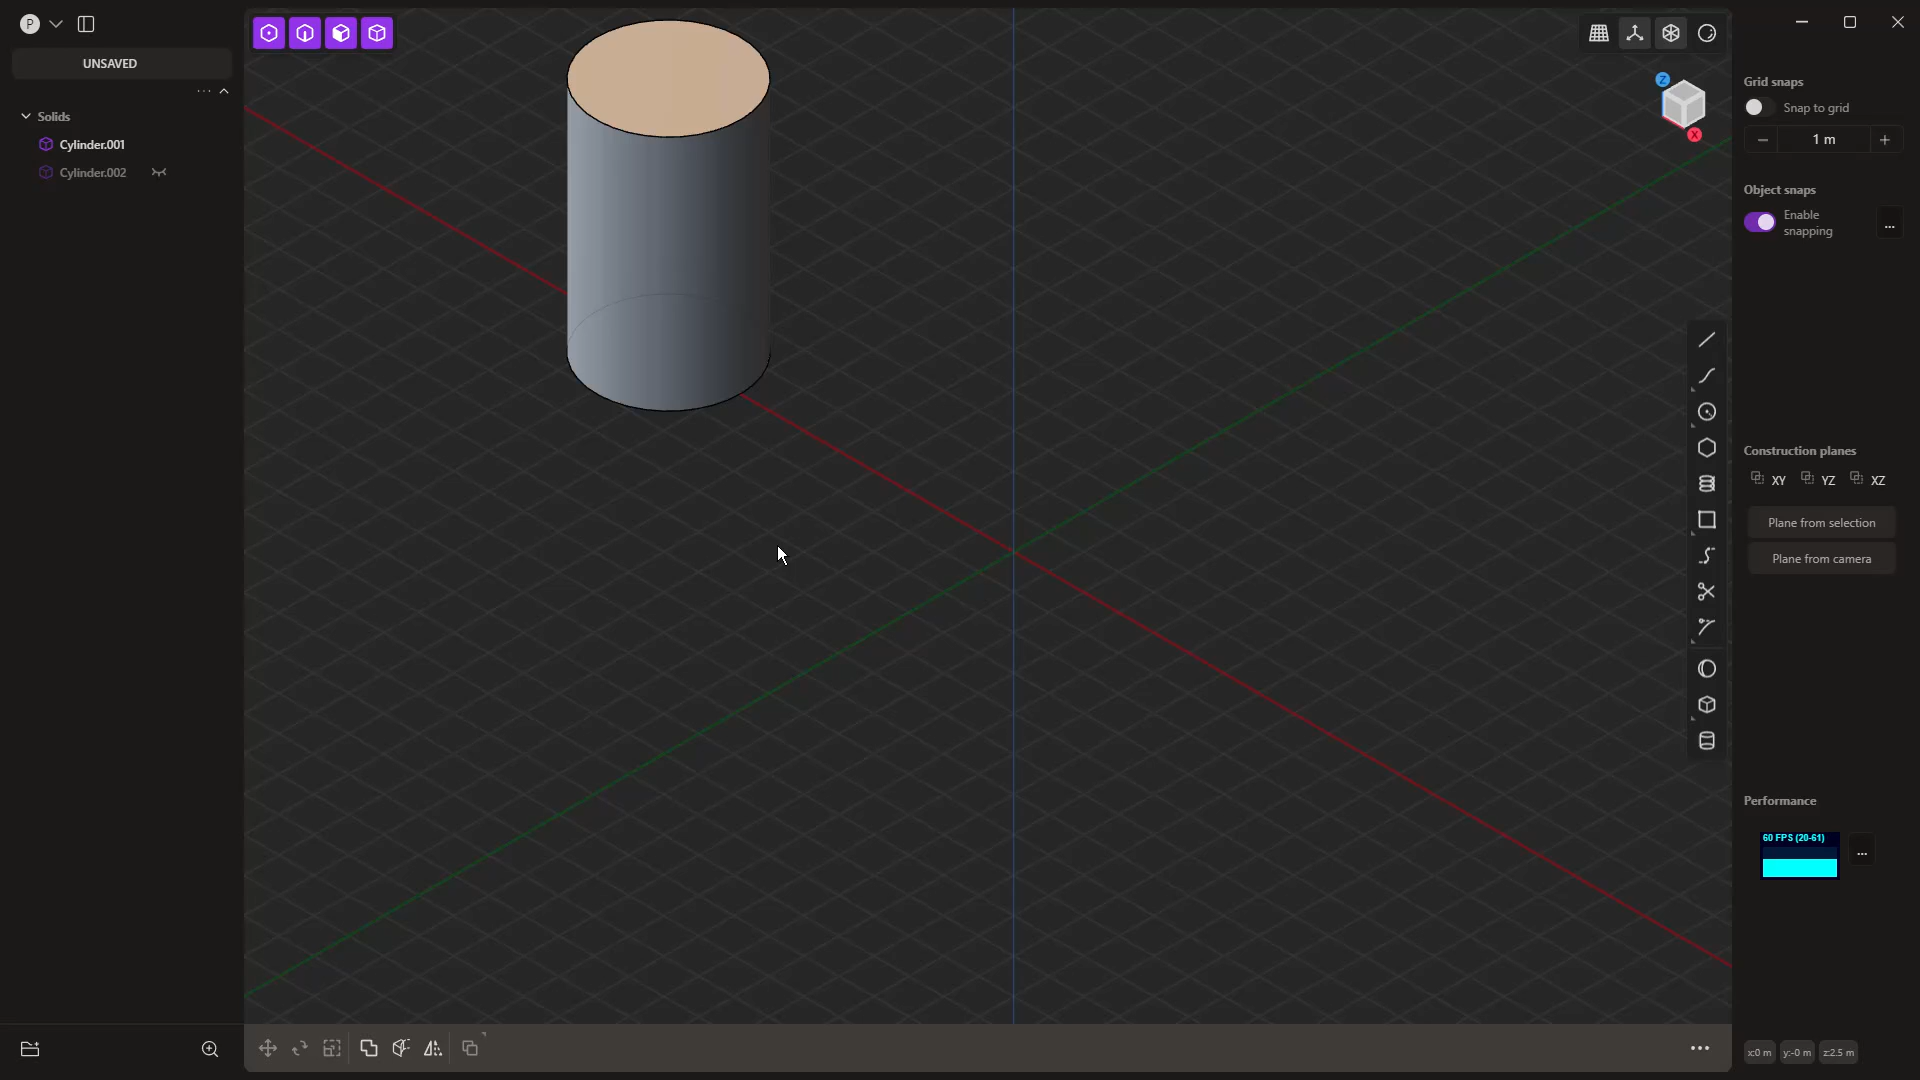 P
UNSAVED
...
Solids
Cylinder.001
Cylinder.002
Z
X
Grid snaps
Snap to grid
1 m
Object snaps
Enable
snapping
...
Construction planes
XY YZ XZ
Plane from selection
Plane from camera
Performance
60 FPS (20-61)
...
x:0 m y:-0 m z:2.5 m